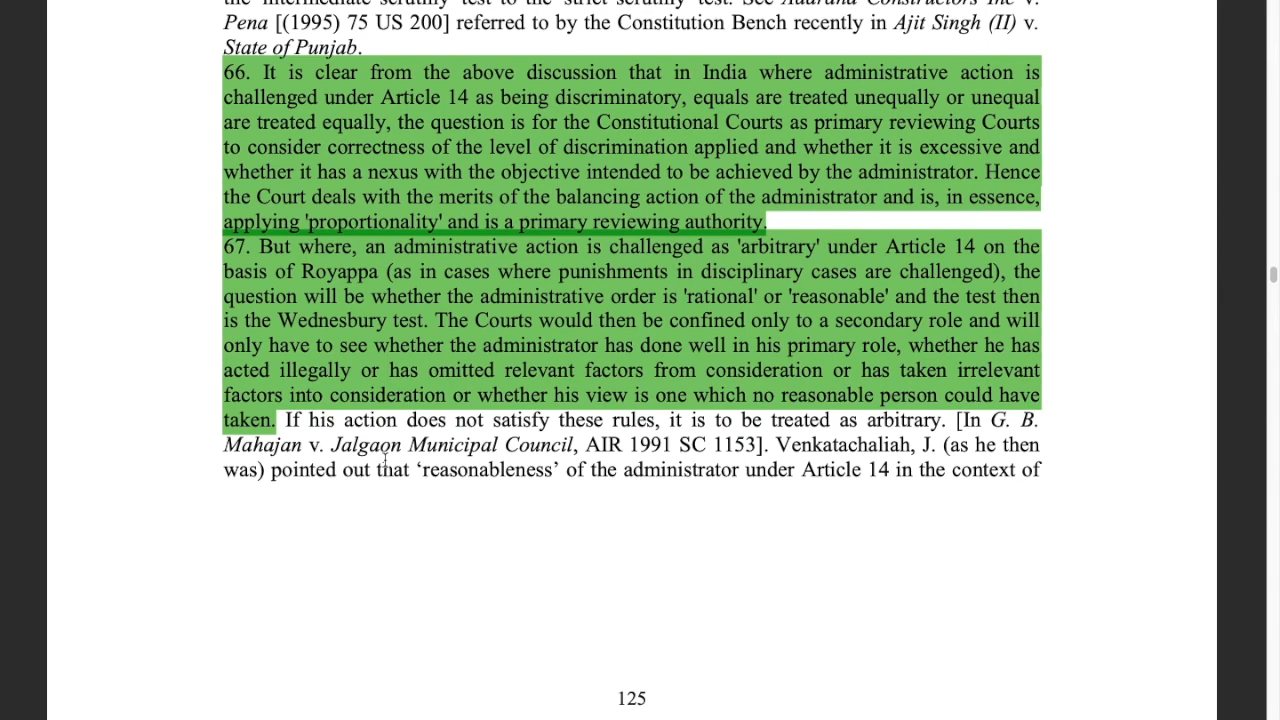 the intermediate scrutiny test to the strict scrutiny test. See Adarand Constructors Inc v.
Pena [(1995) 75 US 200] referred to by the Constitution Bench recently in Ajit Singh (II) v.
State of Punjab.
66. It is clear from the above discussion that in India where administrative action is
challenged under Article 14 as being discriminatory, equals are treated unequally or unequal
are treated equally, the question is for the Constitutional Courts as primary reviewing Courts
to consider correctness of the level of discrimination applied and whether it is excessive and
whether it has a nexus with the objective intended to be achieved by the administrator. Hence
the Court deals with the merits of the balancing action of the administrator and is, in essence,
applying 'proportionality' and is a primary reviewing authority.
67. But where, an administrative action is challenged as 'arbitrary' under Article 14 on the
basis of Royappa (as in cases where punishments in disciplinary cases are challenged), the
question will be whether the administrative order is 'rational' or 'reasonable' and the test then
is the Wednesbury test. The Courts would then be confined only to a secondary role and will
only have to see whether the administrator has done well in his primary role, whether he has
acted illegally or has omitted relevant factors from consideration or has taken irrelevant
factors into consideration or whether his view is one which no reasonable person could have
taken. If his action does not satisfy these rules, it is to be treated as arbitrary. [In G. B.
Mahajan v. Jalgaon Municipal Council, AIR 1991 SC 1153]. Venkatachaliah, J. (as he then
was) pointed out that ‘reasonableness’ of the administrator under Article 14 in the context of
125